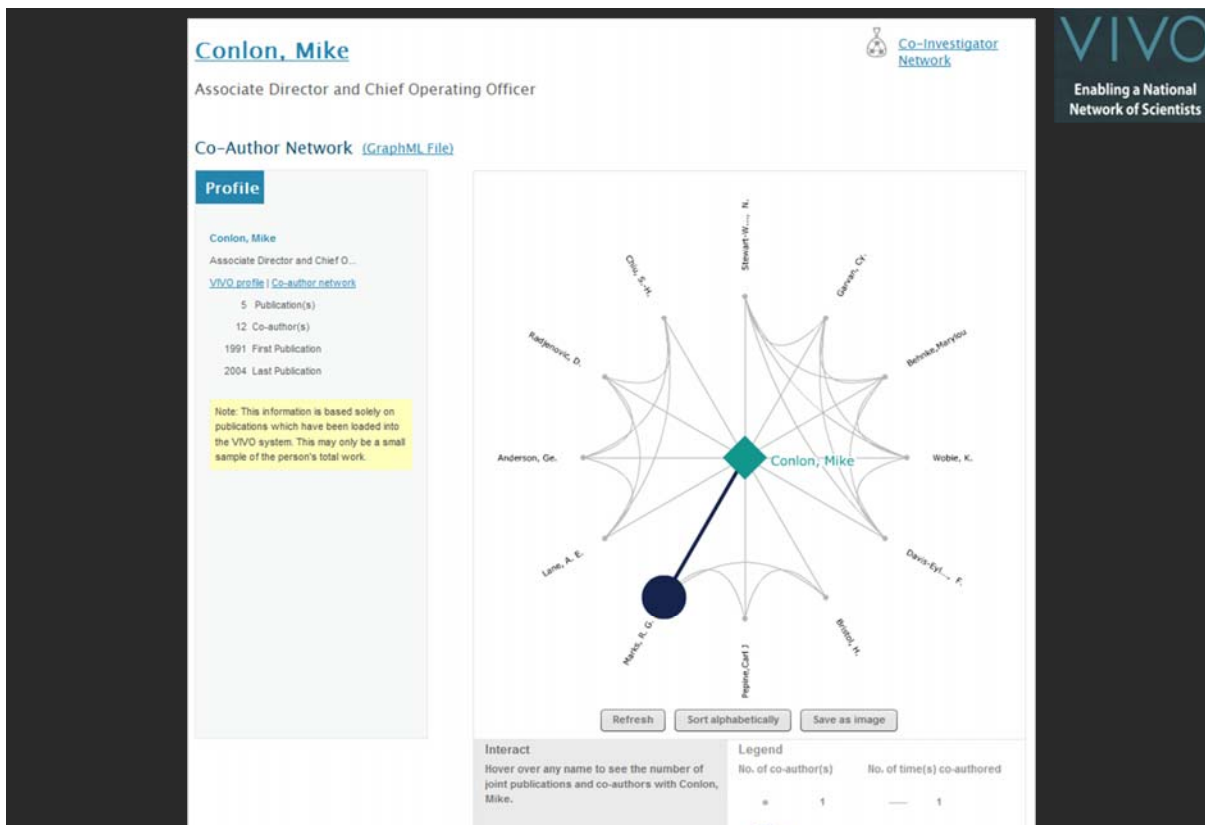 Conlon, Mike
Associate Director and Chief Operating Officer
Co-Investigator
Network
VIVO
Enabling a National
Network of Scientists
Co-Author Network (GraphML File)
Profile
Conlon, Mike
Associate Director and Chief O...
VIVO profile | Co-author network
5 Publication(s)
12 Co-author(s)
1991 First Publication
2004 Last Publication
Note: This information is based solely on
publications which have been loaded into
the VIVO system. This may only be a small
sample of the person's total work.
Stewart-W..., N.
Garvan, Cy.
Behnke,Marylou
Woble, K.
Davis-Eyl..., F.
Bristol, H.
Pepine,Carl J
Marks, R. G.
Lane, A. E.
Anderson, Ge.
Radjenovic, D.
Chiu, S.-H.
Conlon, Mike
Refresh
Sort alphabetically
Save as image
Interact
Hover over any name to see the number of
joint publications and co-authors with Conlon,
Mike.
Legend
No. of co-author(s) No. of time(s) co-authored
1 1